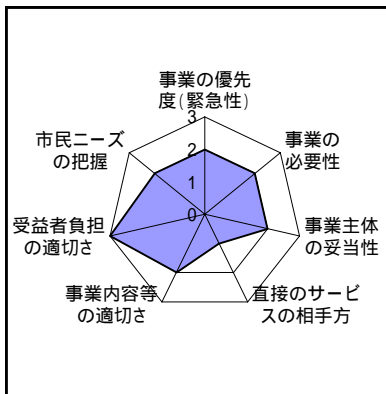 事業の優先
度(緊急性)
事業の
必要性
事業主体
の妥当性
直接のサービ
スの相手方
事業内容等
の適切さ
受益者負担
の適切さ
市民ニーズ
の把握
3
2
1
0